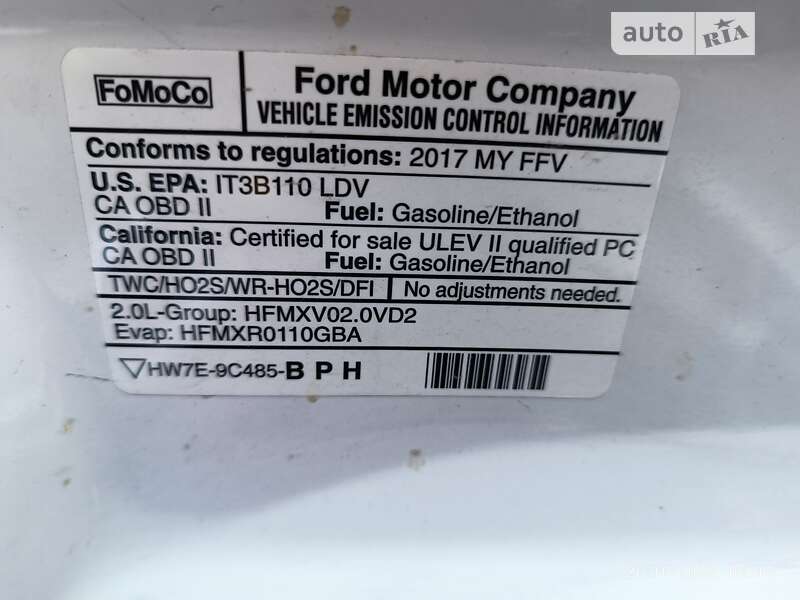 auto RIA
FoMoCo
Ford Motor Company
VEHICLE EMISSION CONTROL INFORMATION
Conforms to regulations: 2017 MY FFV
U.S. EPA: IT3B110 LDV
CA OBD II Fuel: Gasoline/Ethanol
California: Certified for sale ULEV II qualified PC
CA OBD II Fuel: Gasoline/Ethanol
TWC/HO2S/WR-HO2S/DFI No adjustments needed.
2.0L-Group: HFMXV02.0VD2
Evap: HFMXR0110GBA
HW7E-9C485-B P H